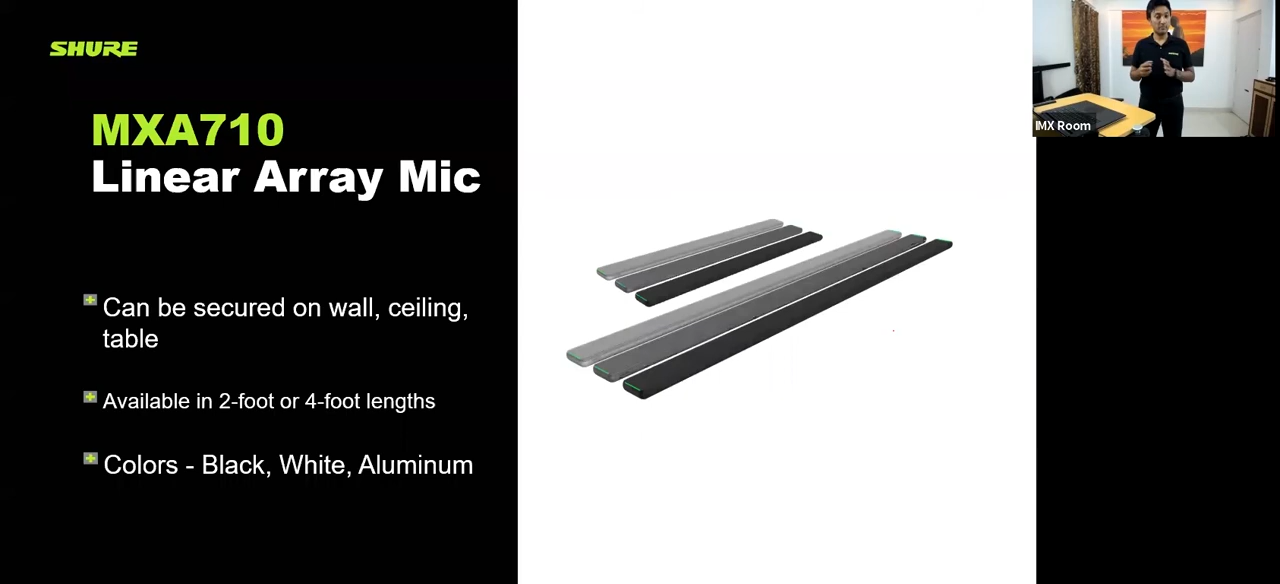 SHURE
MXA710
Linear Array Mic
Can be secured on wall, ceiling,
table
Available in 2-foot or 4-foot lengths
Colors - Black, White, Aluminum
IMX Room